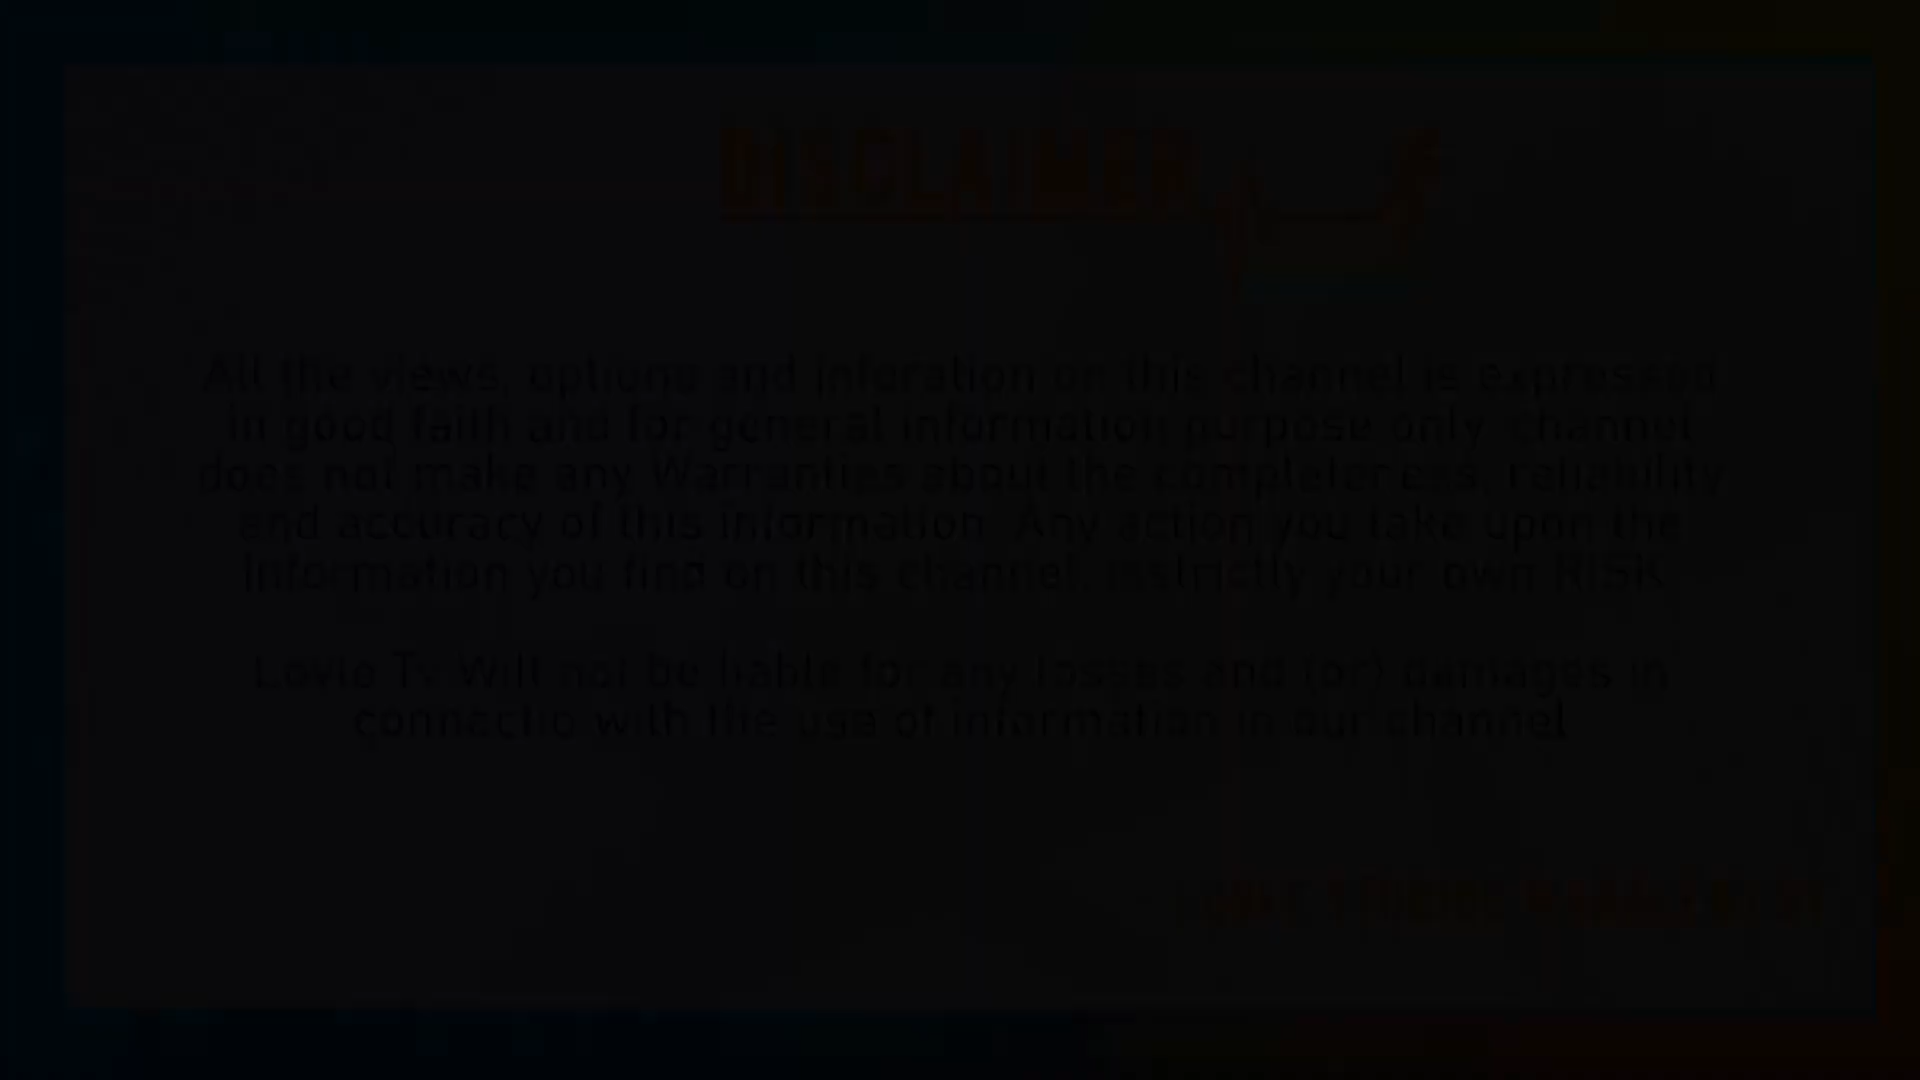 DISCLAIMER
All the views, options and inforation on this channel is expressed
in good faith and for general information purpose only, channel
does not make any Warranties about the completeness, reliability
and accuracy of this information. Any action you take upon the
information you find on this channel, is strictly your own RISK
Lovie Tv Will not be liable for any losses and (or) damages in
connectio with the use of information in our channel